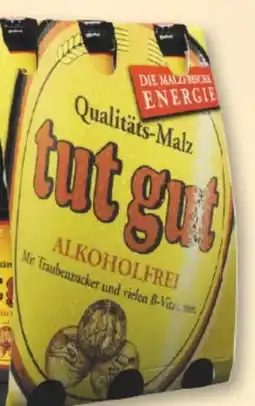 DIE MALZFRISCHE
ENERGIE
Qualitäts-Malz
tut gut
ALKOHOLFREI
Mit Traubenzucker und vielen B-Vitaminen